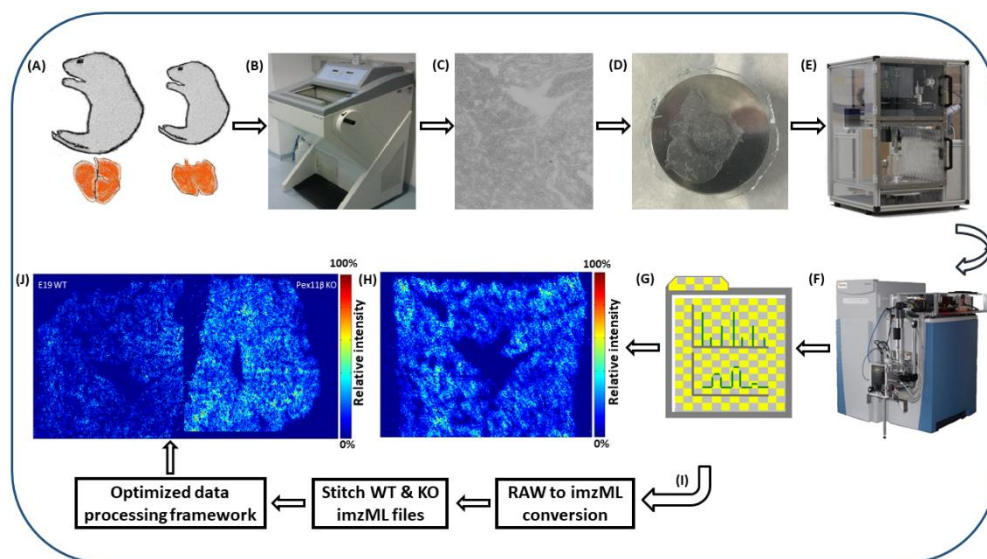 (A)
(B)
(C)
(D)
(E)
(J)
E19 WT
Pex11β KO
100%
Relative intensity
0%
(H)
100%
Relative intensity
0%
(G)
(F)
(I)
Optimized data
processing framework
Stitch WT & KO
imzML files
RAW to imzML
conversion